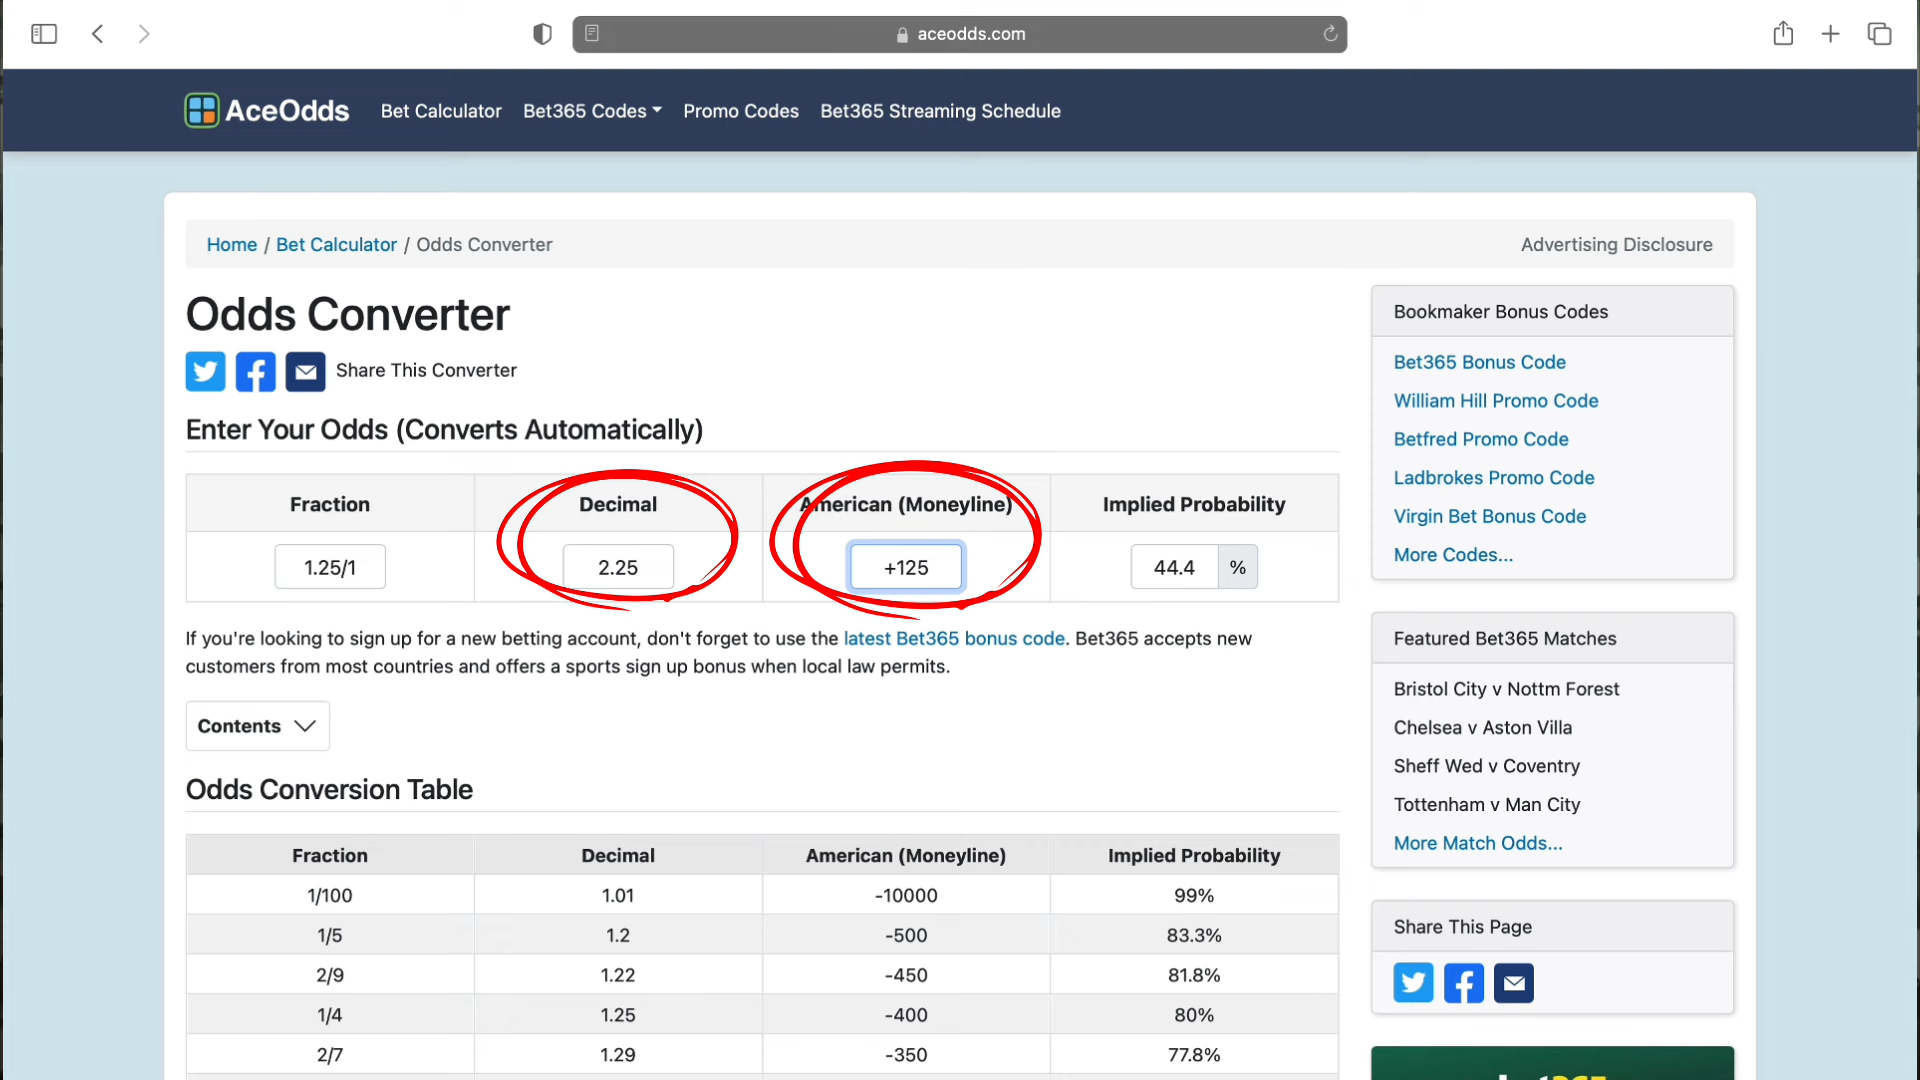 aceodds.com
AceOdds Bet Calculator Bet365 Codes Promo Codes Bet365 Streaming Schedule
Home / Bet Calculator / Odds Converter
Advertising Disclosure
Odds Converter
Share This Converter
Enter Your Odds (Converts Automatically)
Fraction Decimal American (Moneyline) Implied Probability
1.25/1 2.25 +125 44.4 %
If you're looking to sign up for a new betting account, don't forget to use the latest Bet365 bonus code. Bet365 accepts new
customers from most countries and offers a sports sign up bonus when local law permits.
Contents
Odds Conversion Table
Fraction Decimal American (Moneyline) Implied Probability
1/100 1.01 -10000 99%
1/5 1.2 -500 83.3%
2/9 1.22 -450 81.8%
1/4 1.25 -400 80%
2/7 1.29 -350 77.8%
Bookmaker Bonus Codes
Bet365 Bonus Code
William Hill Promo Code
Betfred Promo Code
Ladbrokes Promo Code
Virgin Bet Bonus Code
More Codes...
Featured Bet365 Matches
Bristol City v Nottm Forest
Chelsea v Aston Villa
Sheff Wed v Coventry
Tottenham v Man City
More Match Odds...
Share This Page